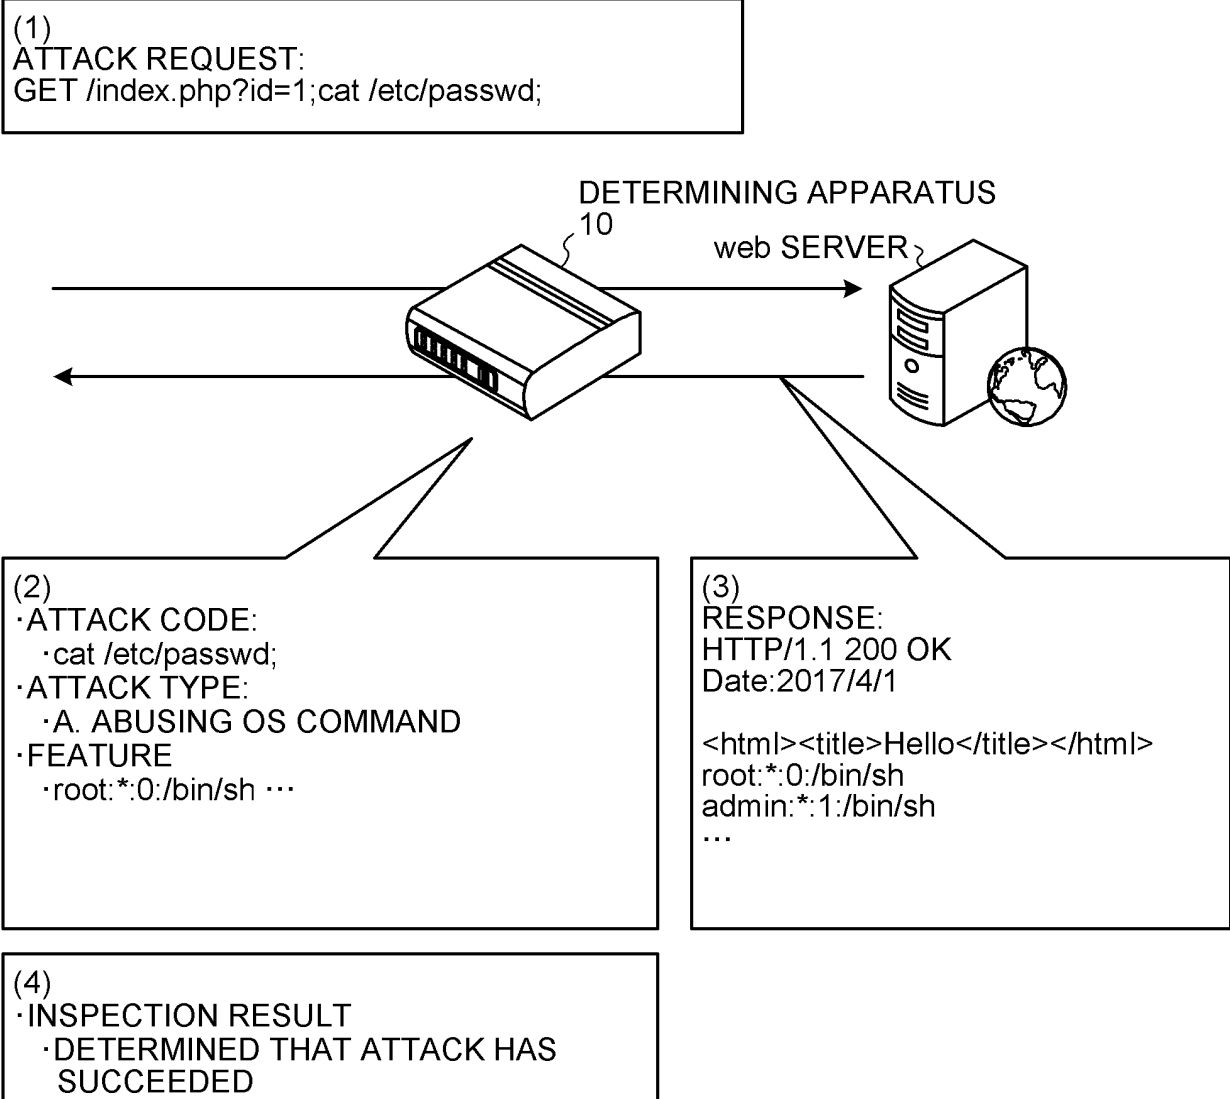 (1)
ATTACK REQUEST:
GET /index.php?id=1;cat /etc/passwd;
DETERMINING APPARATUS
10
web SERVER
(2)
·ATTACK CODE:
·cat /etc/passwd;
·ATTACK TYPE:
·A. ABUSING OS COMMAND
·FEATURE
·root:*:0:/bin/sh ···
(3)
RESPONSE:
HTTP/1.1 200 OK
Date:2017/4/1
<html><title>Hello</title></html>
root:*:0:/bin/sh
admin:*:1:/bin/sh
···
(4)
·INSPECTION RESULT
·DETERMINED THAT ATTACK HAS
SUCCEEDED